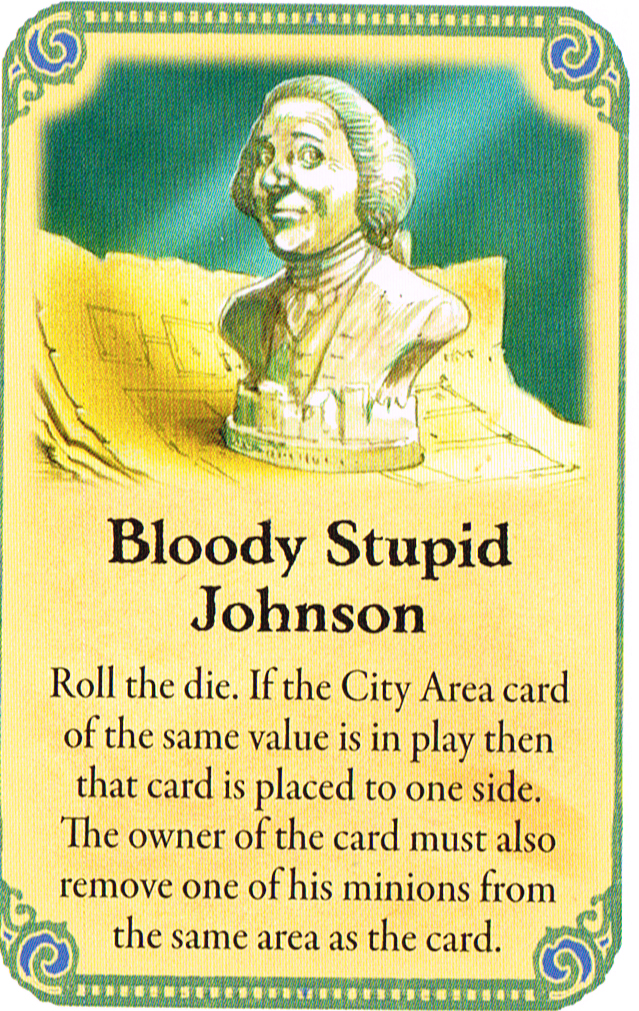 Bloody Stupid
Johnson
Roll the die. If the City Area card
of the same value is in play then
that card is placed to one side.
The owner of the card must also
remove one of his minions from
the same area as the card.